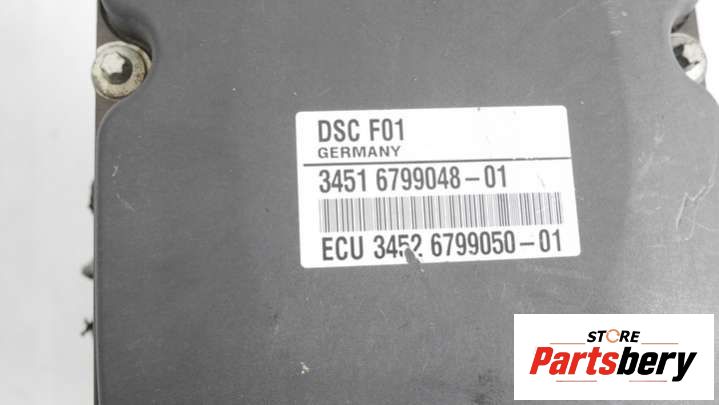 DSC F01
GERMANY
3451 6799048-01
ECU 3452 6799050-01
STORE
Partsbery